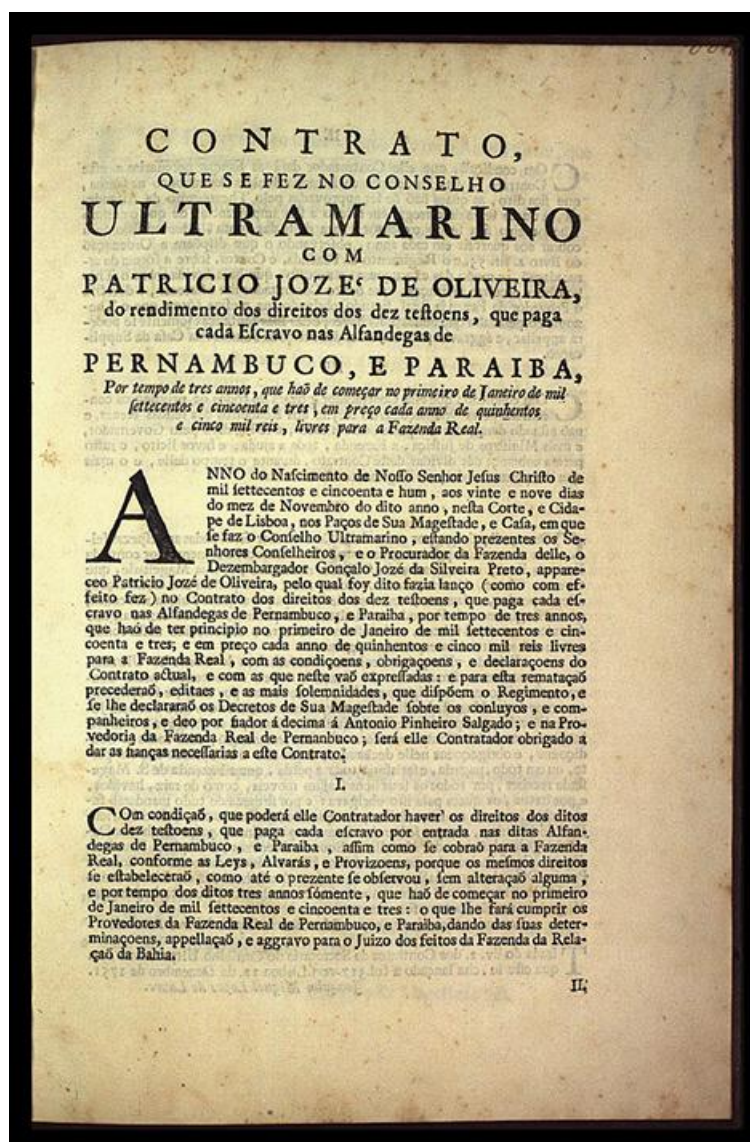 CONTRATO,
QUE SE FEZ NO CONSELHO
ULTRAMARINO
COM
PATRICIO JOZE‘ DE OLIVEIRA,
do rendimento dos direitos dos dez teſtoens, que paga
cada Eſcravo nas Alfandegas de
PERNAMBUCO, E PARAIBA,
Por tempo de tres annos, que haõ de começar no primeiro de Janeiro de mil
ſettecentos e cincoenta e tres, em preço cada anno de quinhentos
e cinco mil reis, livres para a Fazenda Real.
ANNO do Naſcimento de Noſſo Senhor Jeſus Chriſto de
mil ſettecentos e cincoenta e hum, aos vinte e nove dias
do mez de Novembro do dito anno, neſta Corte, e Cida-
pe de Lisboa, nos Paços de Sua Mageſtade, e Caſa, em que
ſe faz o Conſelho Ultramarino, eſtando prezentes os Se-
nhores Conſelheiros, e o Procurador da Fazenda delle, o
Dezembargador Gonçalo Jozé da Silveira Preto, appare-
ceo Patricio Jozé de Oliveira, pelo qual foy dito fazia lanço (como com ef-
feito fez) no Contrato dos direitos dos dez teſtoens, que paga cada eſ-
cravo nas Alfandegas de Pernambuco, e Paraiba, por tempo de tres annos,
que haõ de ter principio no primeiro de Janeiro de mil ſettecentos e cin-
coenta e tres; e em preço cada anno de quinhentos e cinco mil reis livres
para a Fazenda Real, com as condiçoens, obrigaçoens, e declaraçoens do
Contrato actual, e com as que neſte vaõ expreſſadas: e para eſta remataçaõ
precederaõ, editaes, e as mais ſolemnidades, que diſpõem o Regimento, e
ſe lhe declararaõ os Decretos de Sua Mageſtade ſobre os conluyos, e com-
panheiros, e deo por fiador á decima á Antonio Pinheiro Salgado; e na Pro-
vedoria da Fazenda Real de Pernanbuco; ſerá elle Contratador obrigado a
dar as fianças neceſſarias a eſte Contrato.
I.
COm condiçaõ, que poderá elle Contratador haver' os direitos dos ditos
dez teſtoens, que paga cada eſcravo por entrada nas ditas Alfan-
degas de Pernambuco, e Paraiba, aſſim como ſe cobraõ para a Fazenda
Real, conforme as Leys, Alvarás, e Provizoens, porque os meſmos direitos
ſe eſtabeleceraõ, como até o prezente ſe obſervou, ſem alteraçaõ alguma,
e por tempo dos ditos tres annos ſómente, que haõ de começar no primeiro
de Janeiro de mil ſettecentos e cincoenta e tres: o que lhe fará cumprir os
Provedores da Fazenda Real de Pernambuco, e Paraiba, dando das ſuas deter-
minaçoens, appellaçaõ, e aggravo para o Juizo dos feitos da Fazenda da Rela-
çaõ da Bahia.
II.